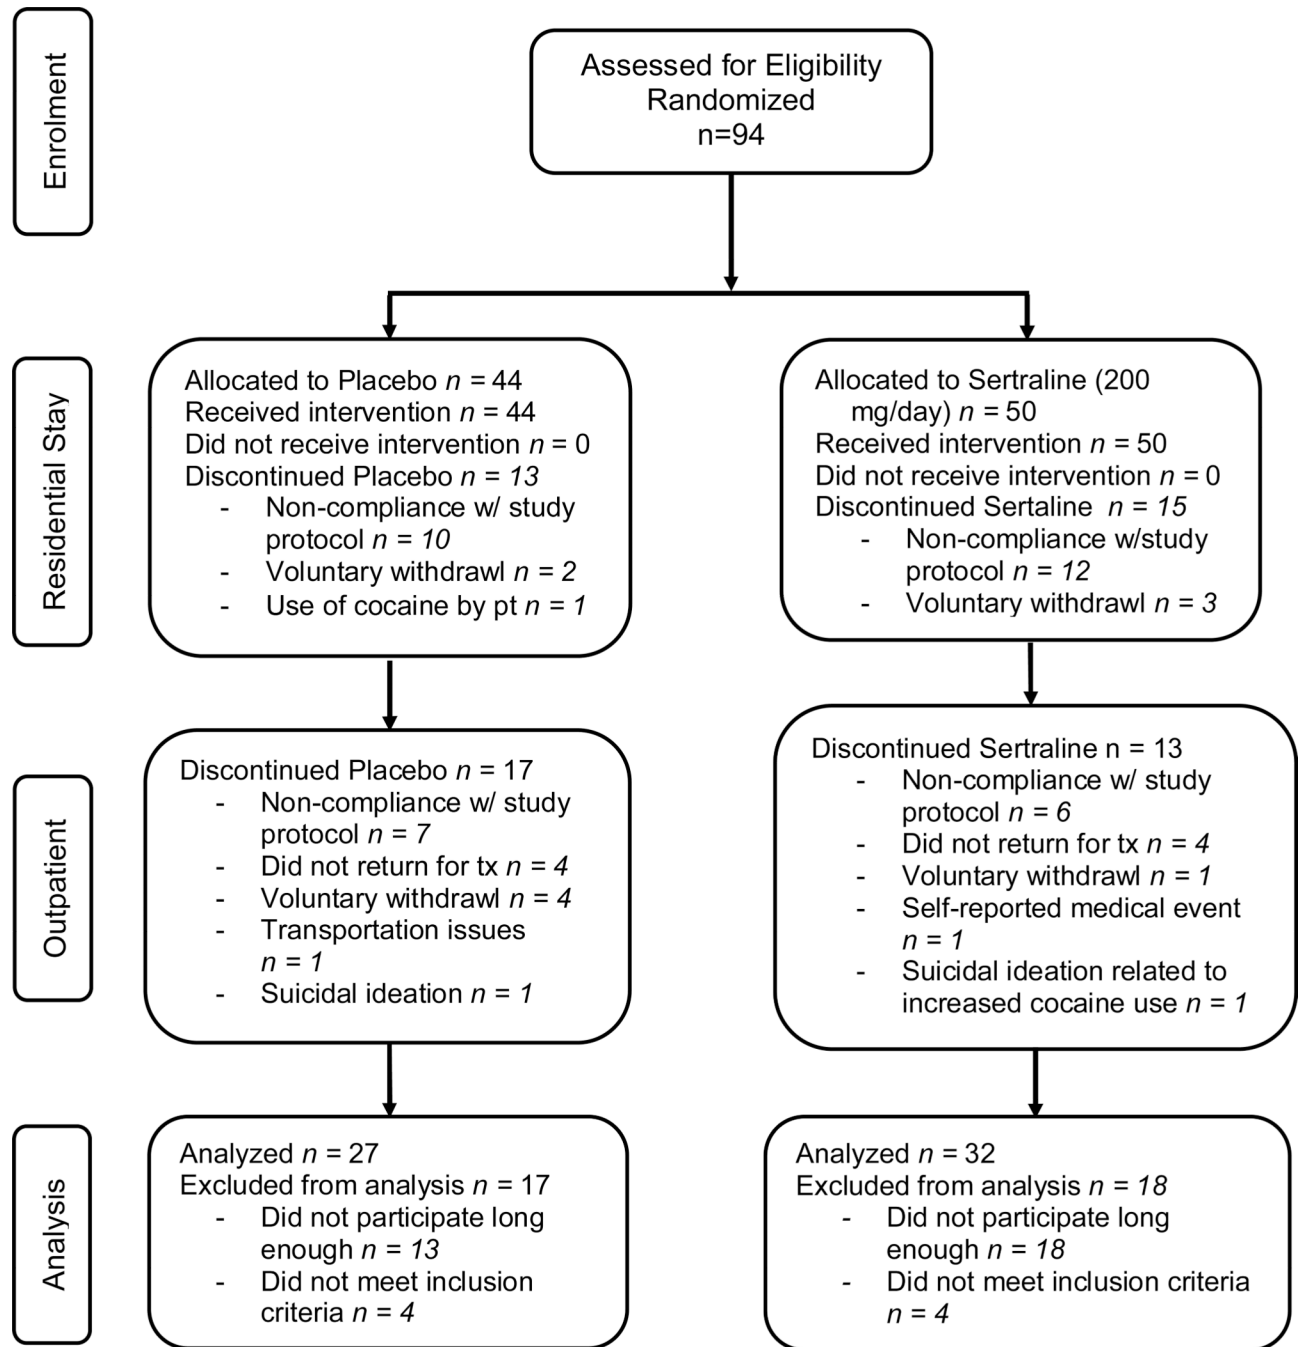 Enrolment
Assessed for Eligibility
Randomized
n=94
Residential Stay
Allocated to Placebo n = 44
Received intervention n = 44
Did not receive intervention n = 0
Discontinued Placebo n = 13
- Non-compliance w/ study
protocol n = 10
- Voluntary withdrawl n = 2
- Use of cocaine by pt n = 1
Allocated to Sertraline (200
mg/day) n = 50
Received intervention n = 50
Did not receive intervention n = 0
Discontinued Sertaline n = 15
- Non-compliance w/study
protocol n = 12
- Voluntary withdrawl n = 3
Outpatient
Discontinued Placebo n = 17
- Non-compliance w/ study
protocol n = 7
- Did not return for tx n = 4
- Voluntary withdrawl n = 4
- Transportation issues
n = 1
- Suicidal ideation n = 1
Discontinued Sertraline n = 13
- Non-compliance w/ study
protocol n = 6
- Did not return for tx n = 4
- Voluntary withdrawl n = 1
- Self-reported medical event
n = 1
- Suicidal ideation related to
increased cocaine use n = 1
Analysis
Analyzed n = 27
Excluded from analysis n = 17
- Did not participate long
enough n = 13
- Did not meet inclusion
criteria n = 4
Analyzed n = 32
Excluded from analysis n = 18
- Did not participate long
enough n = 18
- Did not meet inclusion criteria
n = 4